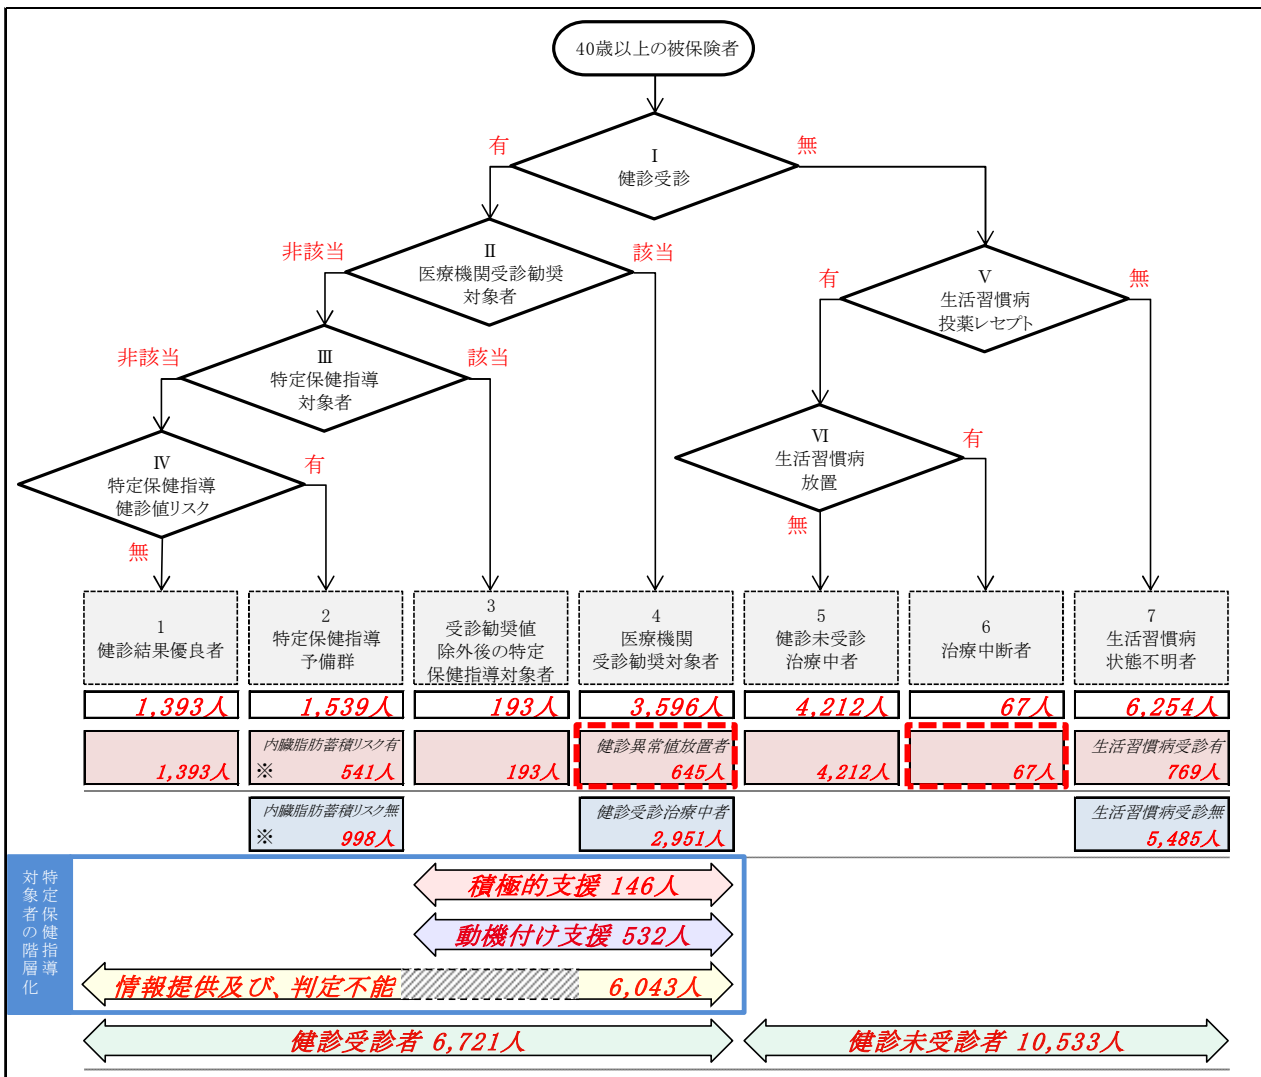 40歳以上の被保険者
有
Ⅰ
健診受診
無
非該当
Ⅱ
医療機関受診勧奨
対象者
該当
有
Ⅴ
生活習慣病
投薬レセプト
無
非該当
Ⅲ
特定保健指導
対象者
該当
Ⅳ
特定保健指導
健診値リスク
有
無
Ⅵ
生活習慣病
放置
有
無
1
健診結果優良者
2
特定保健指導
予備群
3
受診勧奨値
除外後の特定
保健指導対象者
4
医療機関
受診勧奨対象者
5
健診未受診
治療中者
6
治療中断者
7
生活習慣病
状態不明者
1,393人
1,539人
193人
3,596人
4,212人
67人
6,254人
1,393人
内臓脂肪蓄積リスク有
※ 541人
193人
健診異常値放置者
645人
4,212人
67人
生活習慣病受診有
769人
内臓脂肪蓄積リスク無
※ 998人
健診受診治療中者
2,951人
生活習慣病受診無
5,485人
特定保健指導
対象者の階層化
積極的支援 146人
動機付け支援 532人
情報提供及び、判定不能 6,043人
健診受診者 6,721人
健診未受診者 10,533人